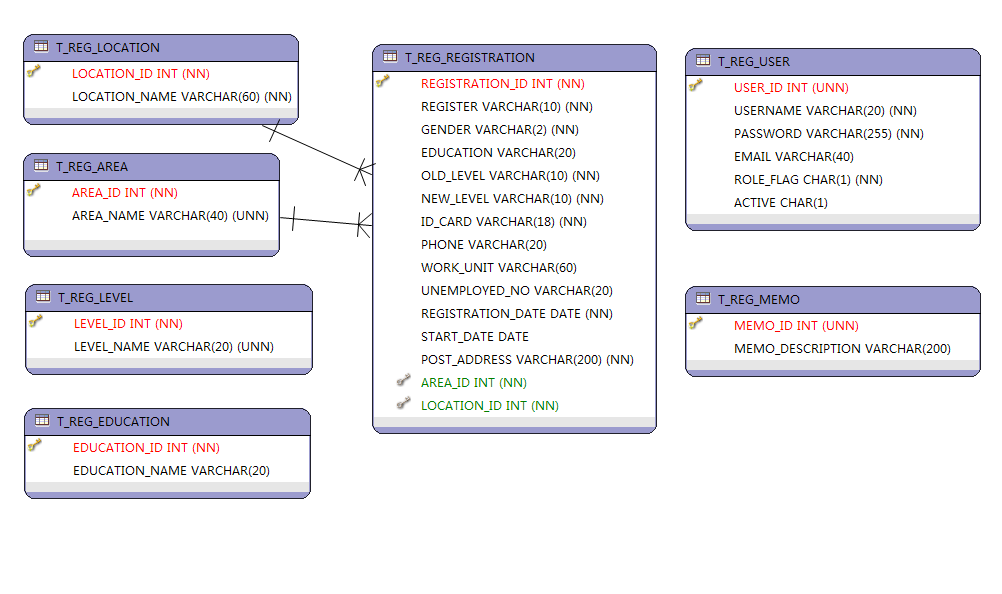 T_REG_LOCATION
LOCATION_ID INT (NN)
LOCATION_NAME VARCHAR(60) (NN)
T_REG_AREA
AREA_ID INT (NN)
AREA_NAME VARCHAR(40) (UNN)
T_REG_LEVEL
LEVEL_ID INT (NN)
LEVEL_NAME VARCHAR(20) (UNN)
T_REG_EDUCATION
EDUCATION_ID INT (NN)
EDUCATION_NAME VARCHAR(20)
T_REG_REGISTRATION
REGISTRATION_ID INT (NN)
REGISTER VARCHAR(10) (NN)
GENDER VARCHAR(2) (NN)
EDUCATION VARCHAR(20)
OLD_LEVEL VARCHAR(10) (NN)
NEW_LEVEL VARCHAR(10) (NN)
ID_CARD VARCHAR(18) (NN)
PHONE VARCHAR(20)
WORK_UNIT VARCHAR(60)
UNEMPLOYED_NO VARCHAR(20)
REGISTRATION_DATE DATE (NN)
START_DATE DATE
POST_ADDRESS VARCHAR(200) (NN)
AREA_ID INT (NN)
LOCATION_ID INT (NN)
T_REG_USER
USER_ID INT (UNN)
USERNAME VARCHAR(20) (NN)
PASSWORD VARCHAR(255) (NN)
EMAIL VARCHAR(40)
ROLE_FLAG CHAR(1) (NN)
ACTIVE CHAR(1)
T_REG_MEMO
MEMO_ID INT (UNN)
MEMO_DESCRIPTION VARCHAR(200)